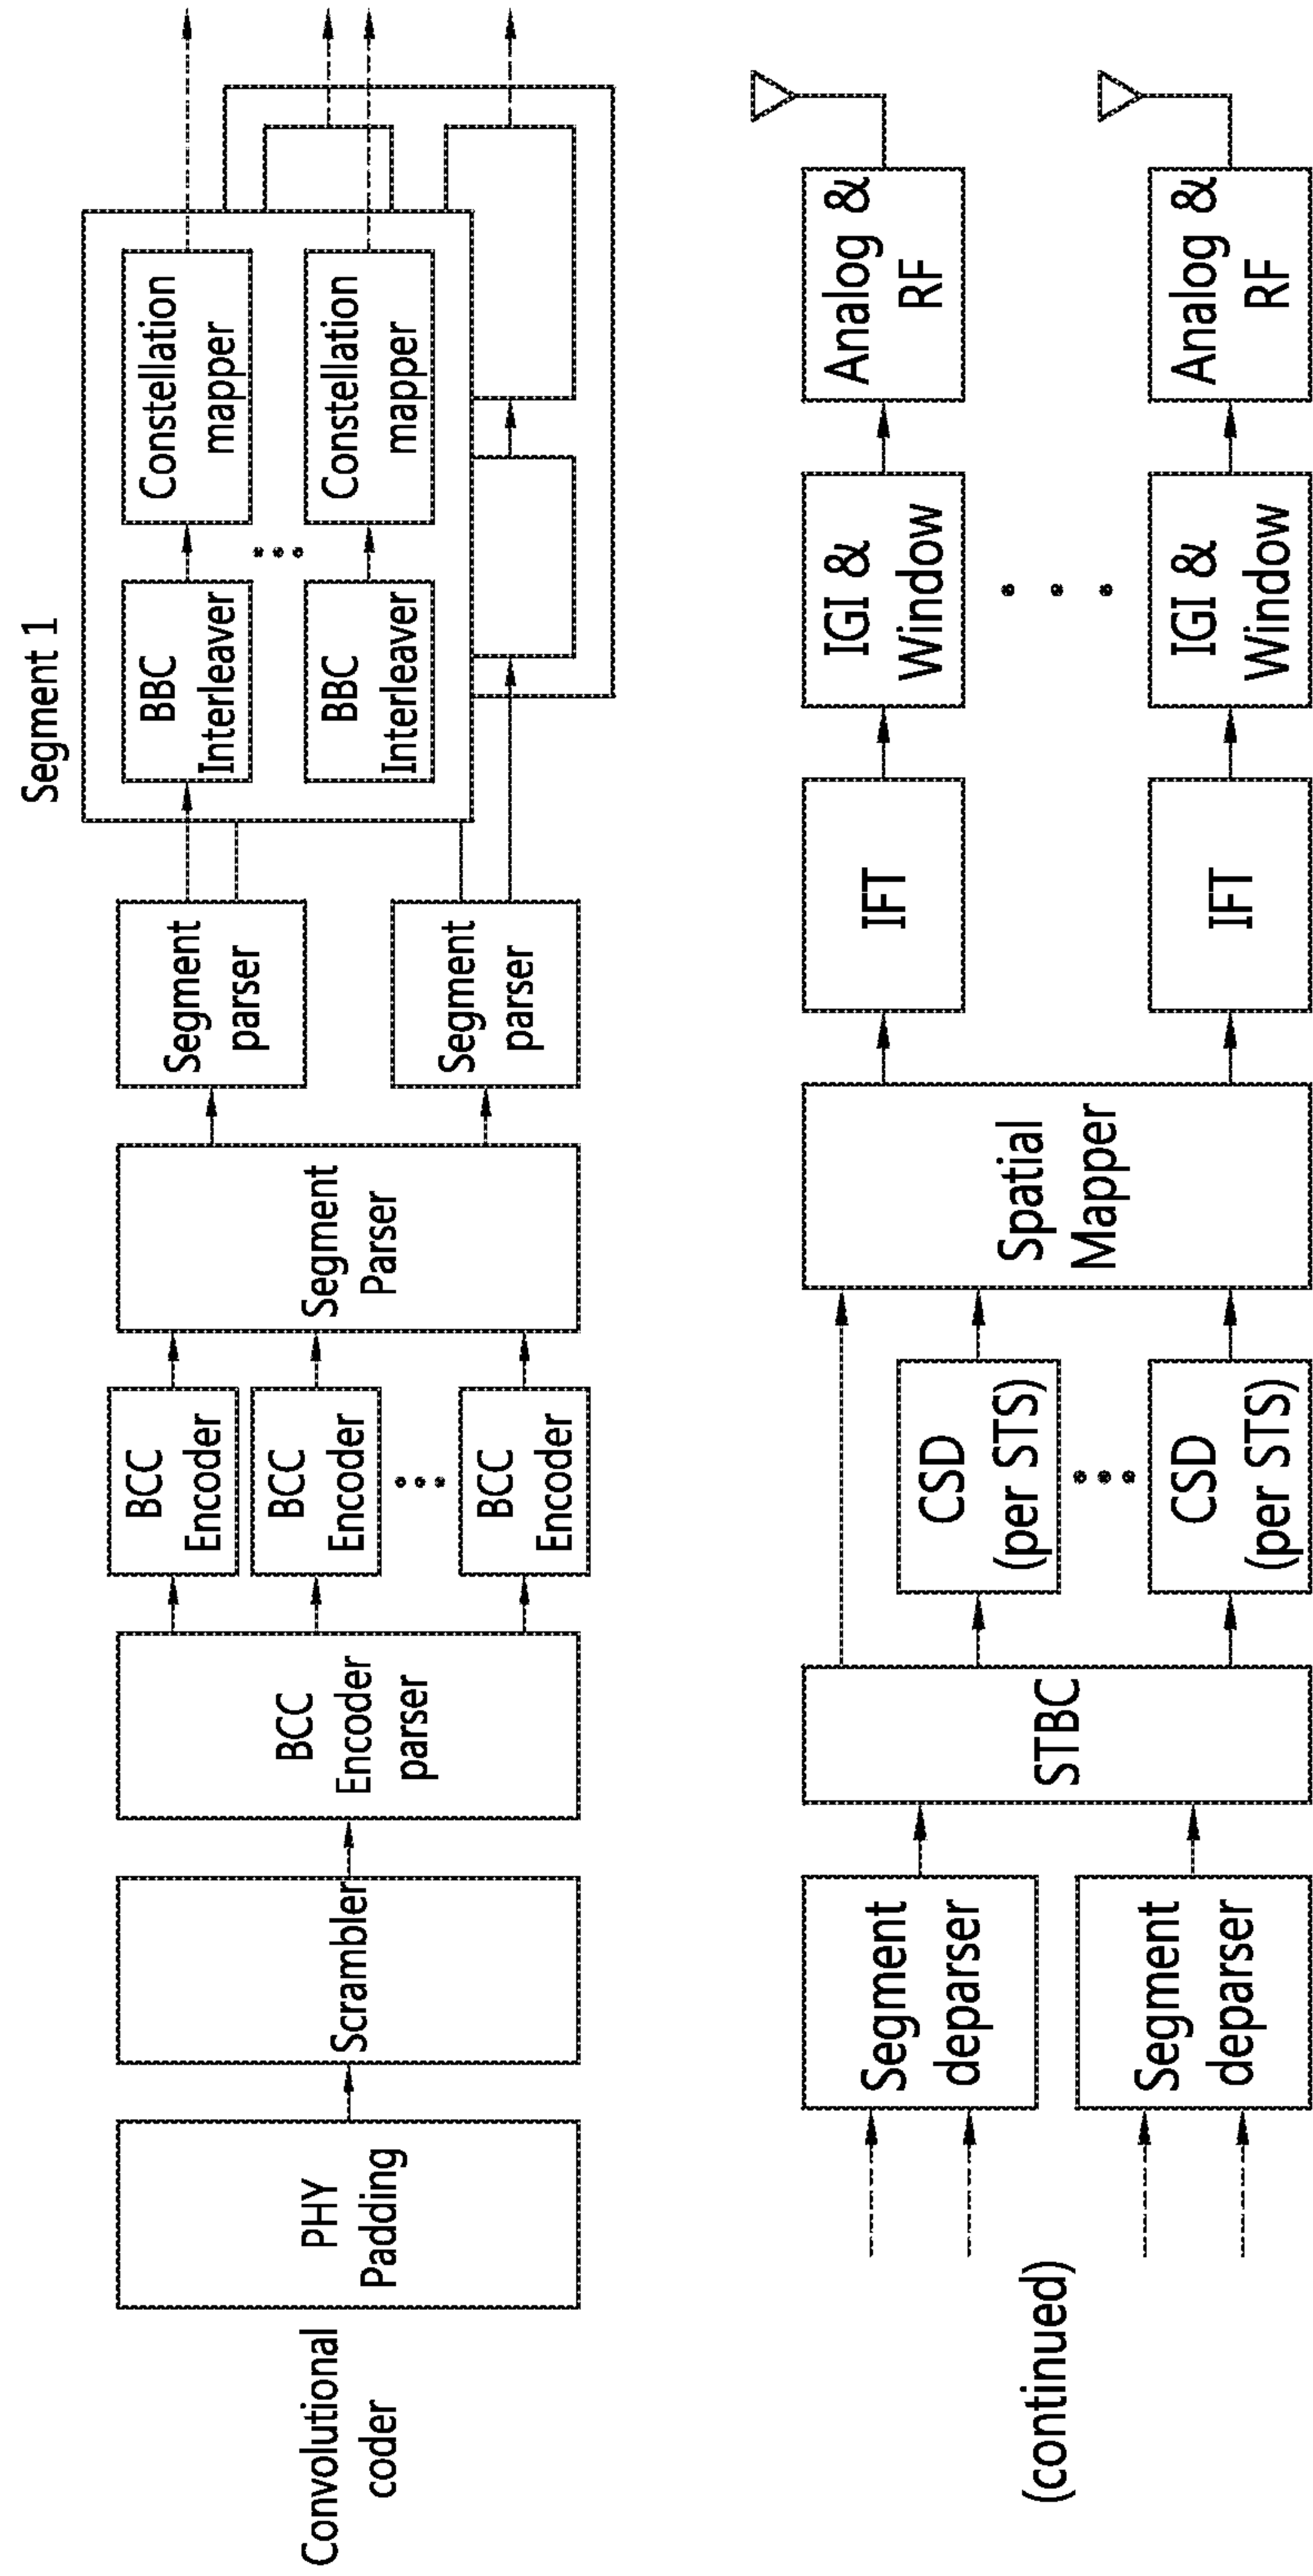 Convolutional
coder
PHY
Padding
Scrambler
BCC
Encoder
parser
BCC
Encoder
BCC
Encoder
BCC
Encoder
Segment
Parser
Segment
parser
Segment
parser
Segment 1
BBC
Interleaver
Constellation
mapper
BBC
Interleaver
Constellation
mapper
(continued)
Segment
deparser
Segment
deparser
STBC
CSD
(per STS)
CSD
(per STS)
Spatial
Mapper
IFT
IFT
IGI &
Window
IGI &
Window
Analog &
RF
Analog &
RF